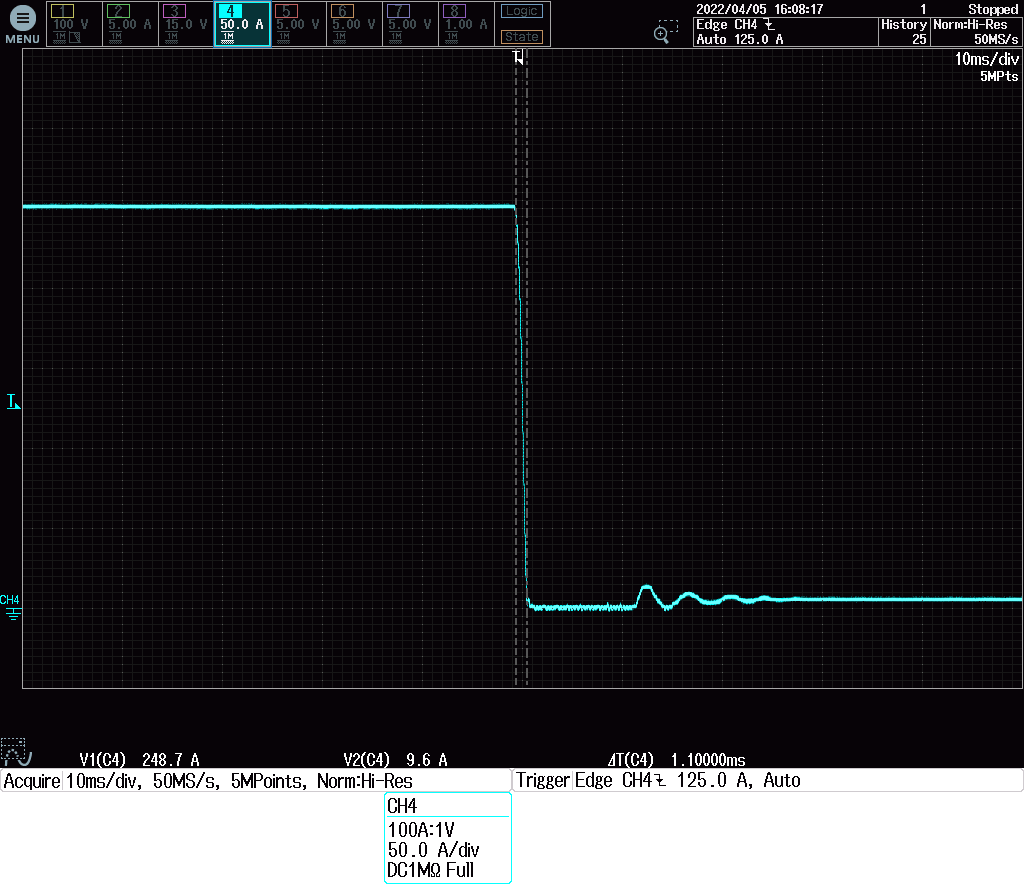 MENU
1 2 3 4 5 6 7 8
100 V 5.00 A 15.0 V 50.0 A 5.00 V 5.00 V 5.00 V 1.00 A
1M 1M 1M 1M 1M 1M 1M 1M
Logic
State
2022/04/05 16:08:17 1 Stopped
Edge CH4
Auto 125.0 A
History
25
Norm:Hi-Res
50MS/s
10ms/div
5MPts
T
T
CH4
V1(C4) 248.7 A V2(C4) 9.6 A ΔT(C4) 1.10000ms
Acquire 10ms/div, 50MS/s, 5MPoints, Norm:Hi-Res
Trigger Edge CH4 125.0 A, Auto
CH4
100A:1V
50.0 A/div
DC1MΩ Full